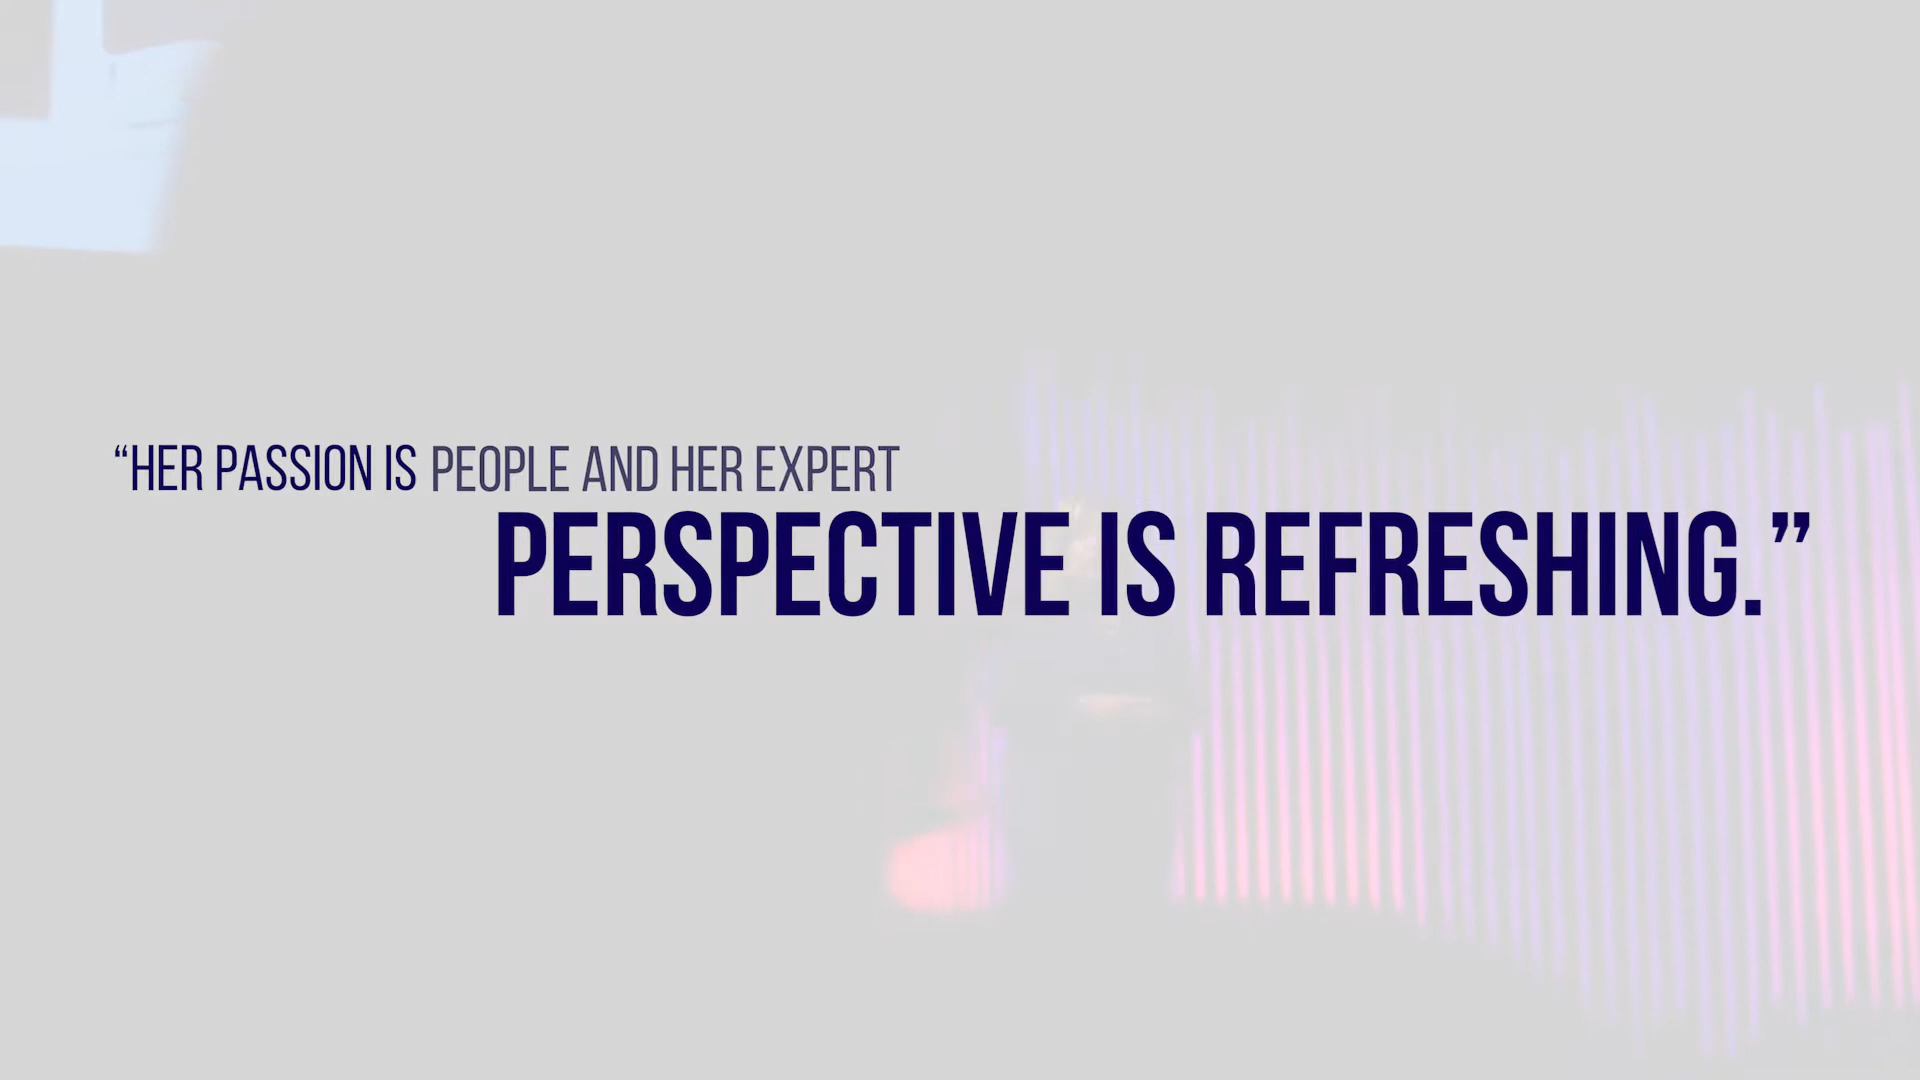 “HER PASSION IS PEOPLE AND HER EXPERT
PERSPECTIVE IS REFRESHING.”